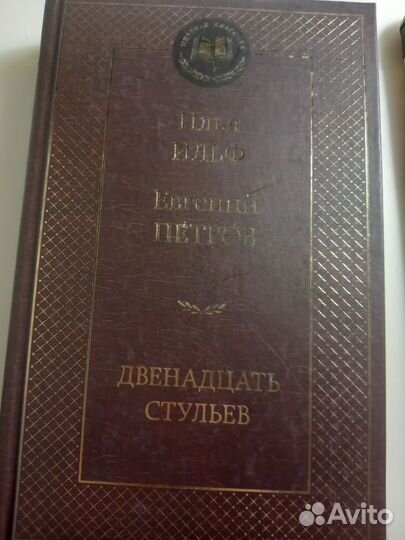 Илья
ИЛЬФ
Евгений
ПЕТРОВ
ДВЕНАДЦАТЬ
СТУЛЬЕВ
Avito